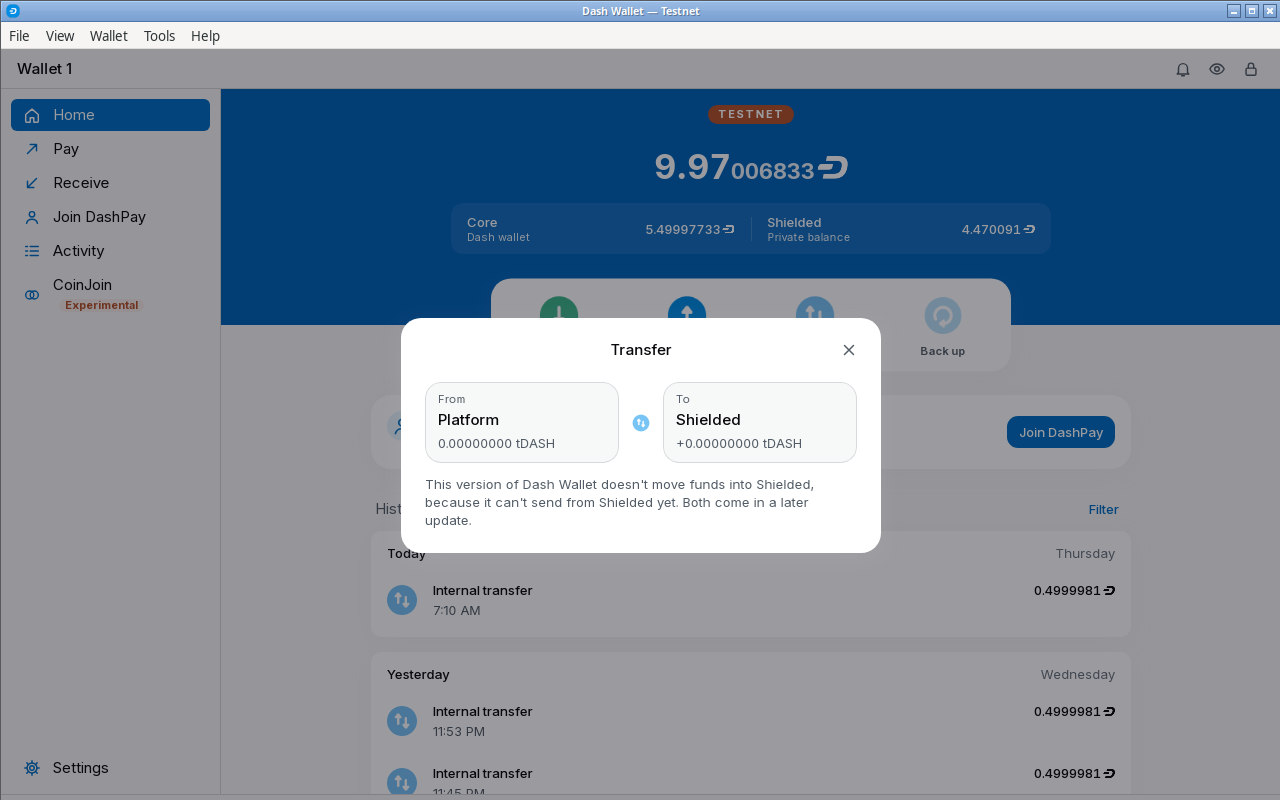 Dash Wallet — Testnet
File View Wallet Tools Help
Wallet 1
Home
Pay
Receive
Join DashPay
Activity
CoinJoin
Experimental
Settings
TESTNET
9.97006833
Core
Dash wallet
5.49997733
Shielded
Private balance
4.470091
Back up
Transfer
From
Platform
0.00000000 tDASH
To
Shielded
+0.00000000 tDASH
This version of Dash Wallet doesn't move funds into Shielded,
because it can't send from Shielded yet. Both come in a later
update.
Join DashPay
Hist
Filter
Today
Thursday
Internal transfer
0.4999981
7:10 AM
Yesterday
Wednesday
Internal transfer
0.4999981
11:53 PM
Internal transfer
0.4999981
11:45 PM